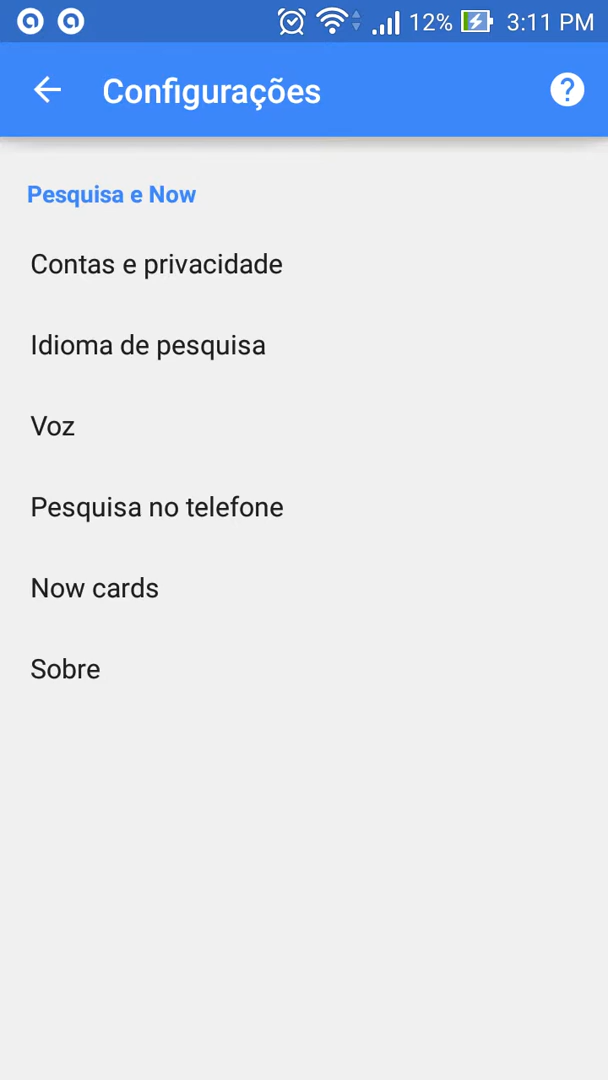 12% 3:11 PM
Configurações ?
Pesquisa e Now
Contas e privacidade
Idioma de pesquisa
Voz
Pesquisa no telefone
Now cards
Sobre